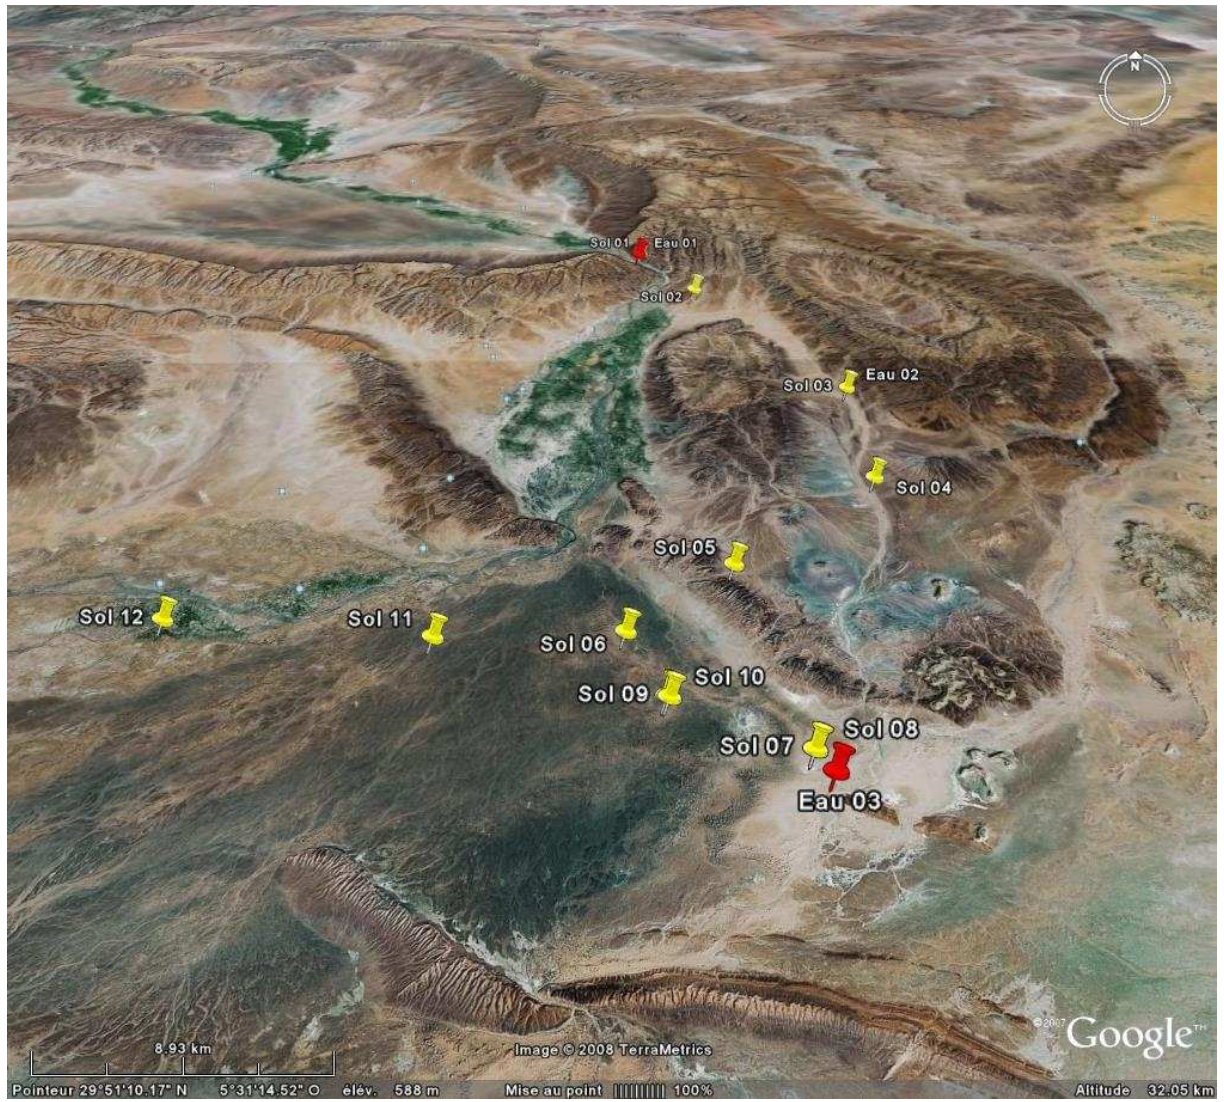 N
Sol 01 Eau 01
Sol 02
Sol 03 Eau 02
Sol 04
Sol 05
Sol 12 Sol 11 Sol 06
Sol 09 Sol 10
Sol 07 Sol 08
Eau 03
©2007 Google™
8.93 km
Image © 2008 TerraMetrics
Pointeur 29°51'10.17" N 5°31'14.52" O élév. 588 m Mise au point |||||||||| 100% Altitude 32.05 km